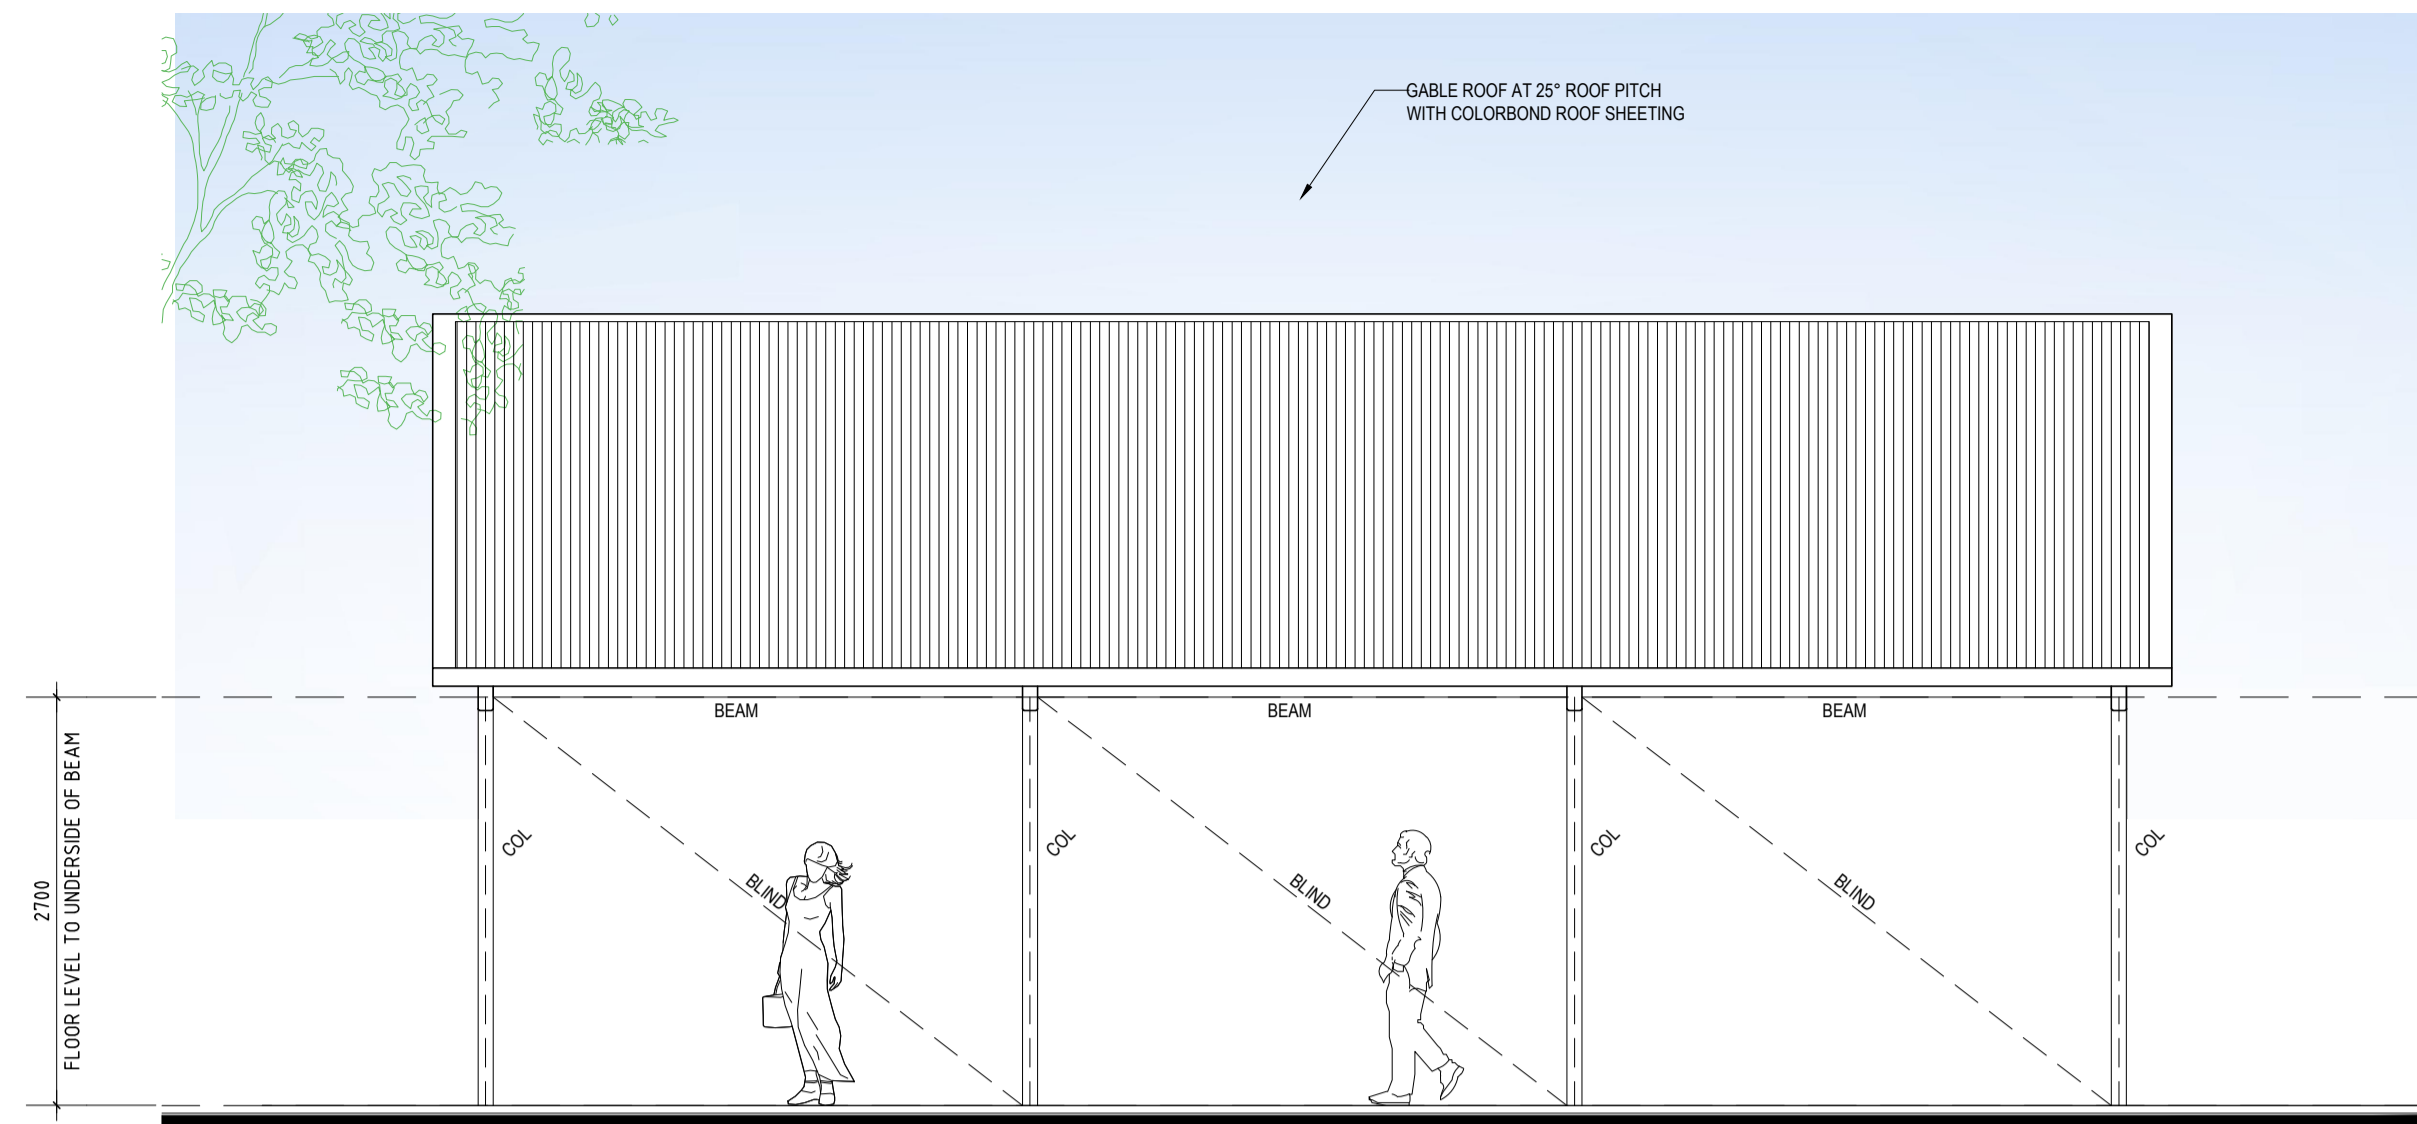 GABLE ROOF AT 25° ROOF PITCH
WITH COLORBOND ROOF SHEETING
BEAM
BEAM
BEAM
COL
COL
COL
COL
BLIND
BLIND
BLIND
2700
FLOOR LEVEL TO UNDERSIDE OF BEAM